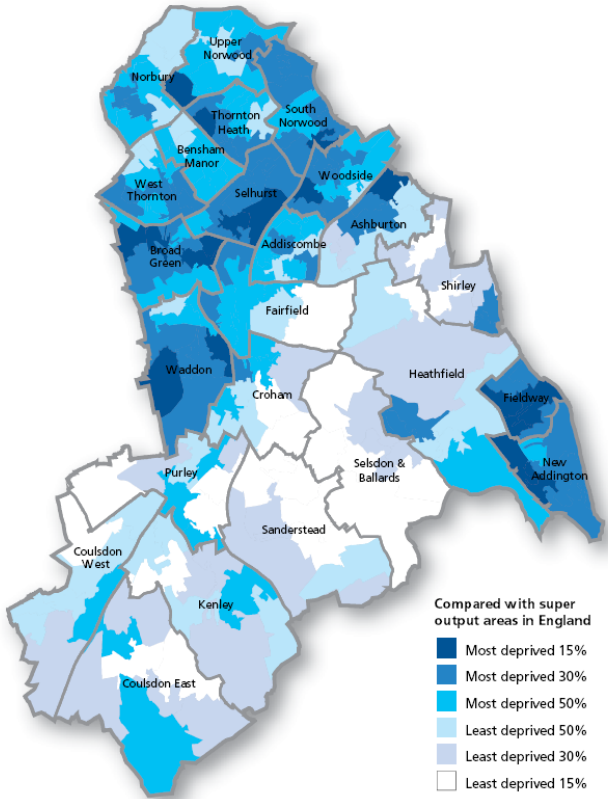 Upper
Norwood
Norbury
Thornton
Heath
South
Norwood
Bensham
Manor
West
Thornton
Selhurst
Woodside
Ashburton
Broad
Green
Addiscombe
Shirley
Fairfield
Waddon
Heathfield
Croham
Fieldway
Purley
Selsdon &
Ballards
New
Addington
Sanderstead
Coulsdon
West
Kenley
Coulsdon East
Compared with super
output areas in England
Most deprived 15%
Most deprived 30%
Most deprived 50%
Least deprived 50%
Least deprived 30%
Least deprived 15%